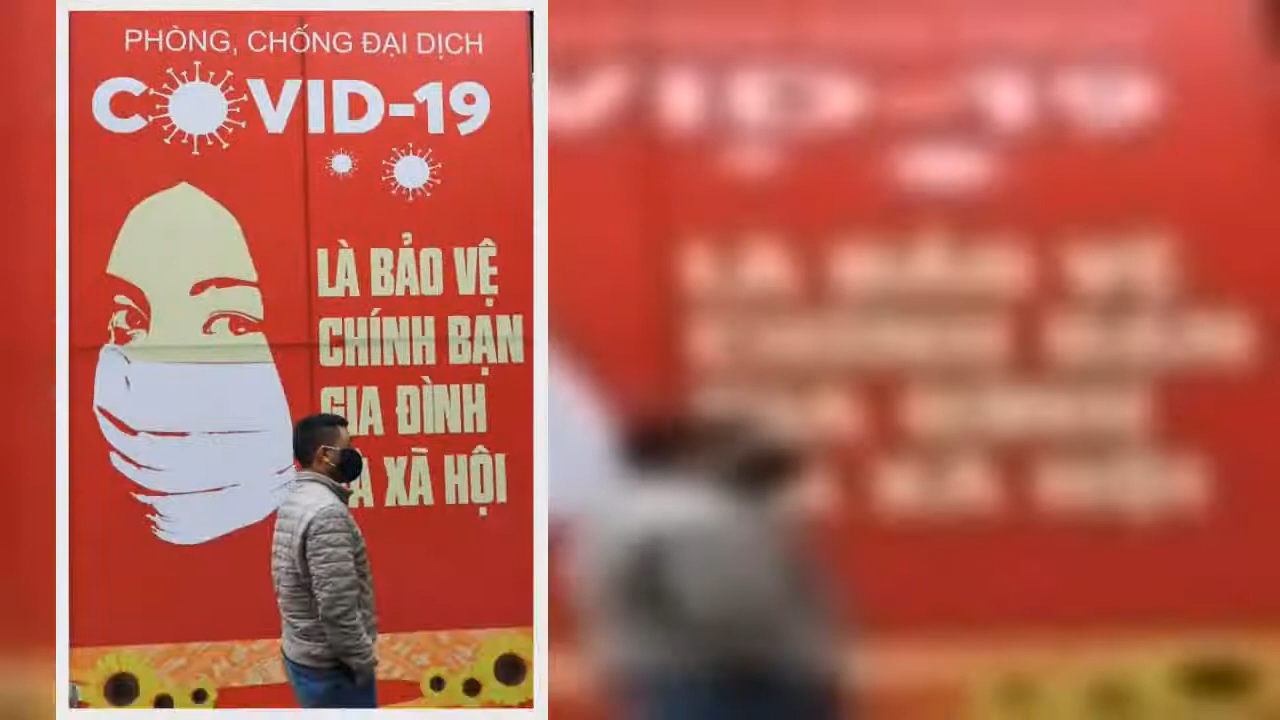 PHÒNG, CHỐNG ĐẠI DỊCH
COVID-19
LÀ BẢO VỆ
CHÍNH BẠN
GIA ĐÌNH
XÃ HỘI